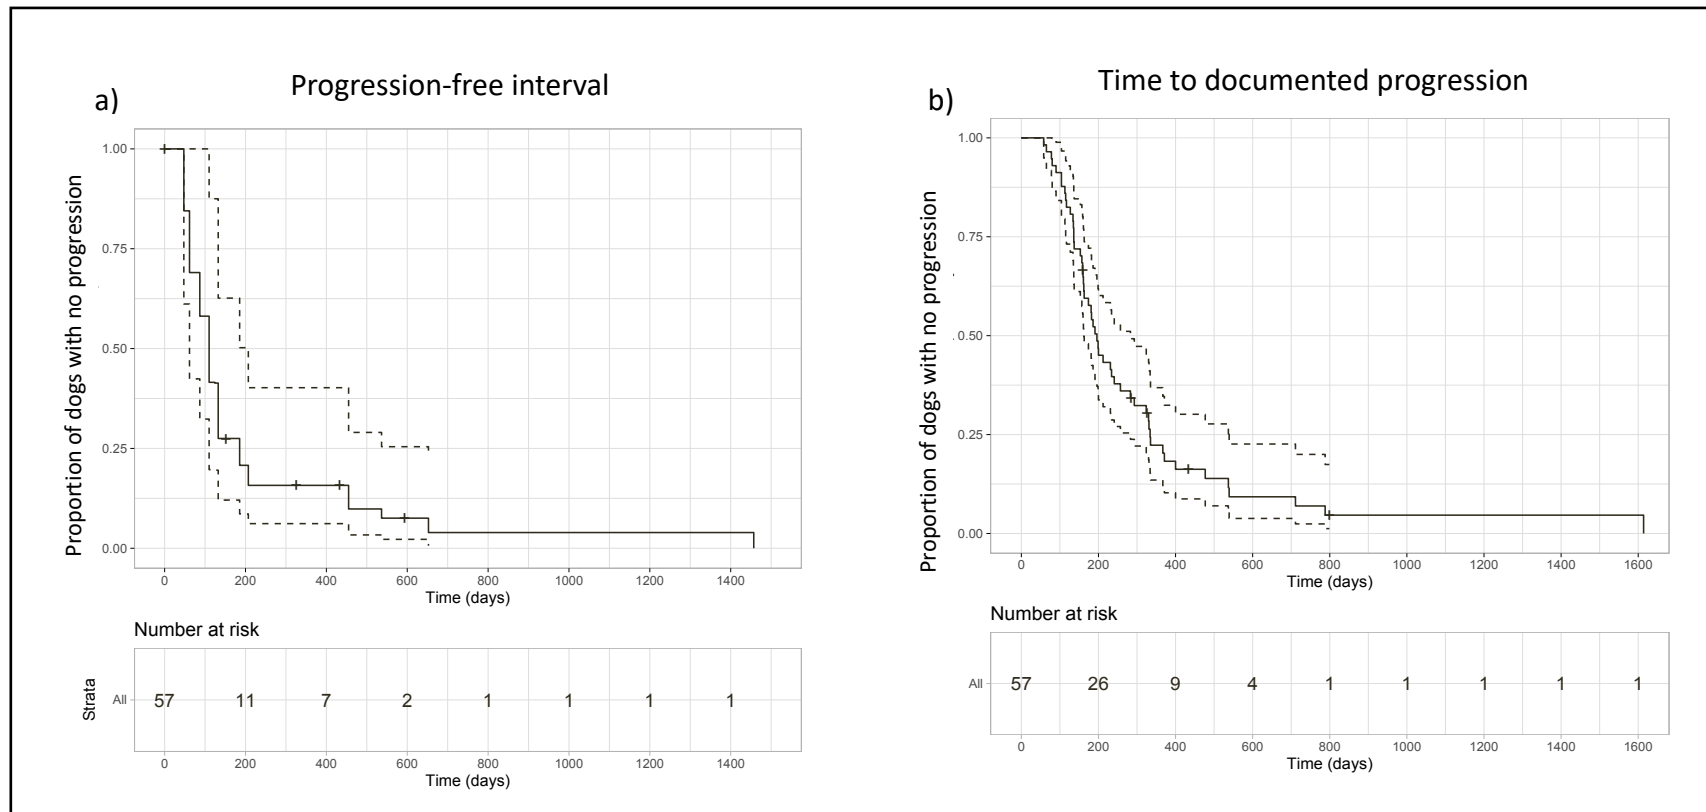 Progression-free interval
a)
Proportion of dogs with no progression
1.00
0.75
0.50
0.25
0.00
0 200 400 600 800 1000 1200 1400
Time (days)
Number at risk
Strata
All 57 11 7 2 1 1 1 1
0 200 400 600 800 1000 1200 1400
Time (days)
Time to documented progression
b)
Proportion of dogs with no progression
1.00
0.75
0.50
0.25
0.00
0 200 400 600 800 1000 1200 1400 1600
Time (days)
Number at risk
All 57 26 9 4 1 1 1 1 1
0 200 400 600 800 1000 1200 1400 1600
Time (days)